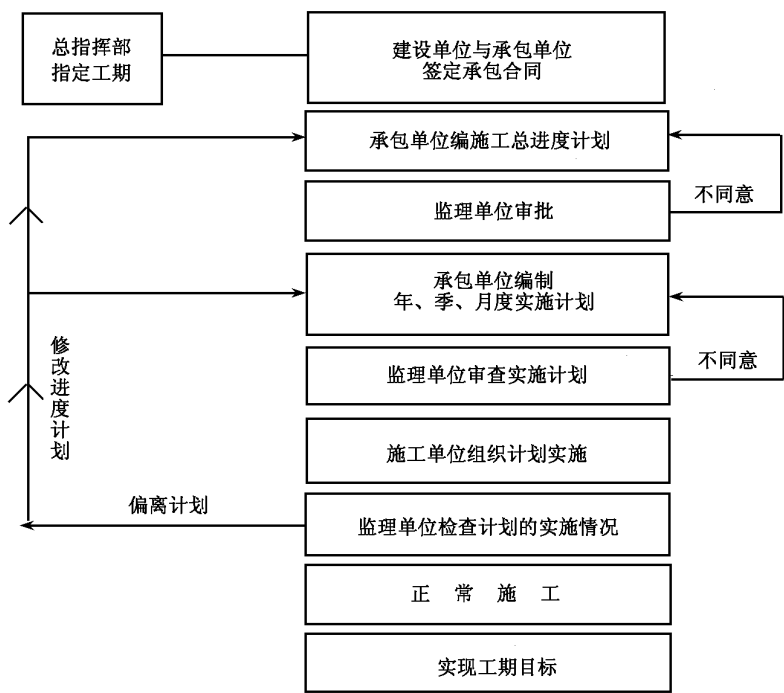 总指挥部
指定工期
建设单位与承包单位
签定承包合同
承包单位编施工总进度计划
不同意
监理单位审批
承包单位编制
年、季、月度实施计划
修改进度计划
不同意
监理单位审查实施计划
施工单位组织计划实施
偏离计划
监理单位检查计划的实施情况
正常施工
实现工期目标